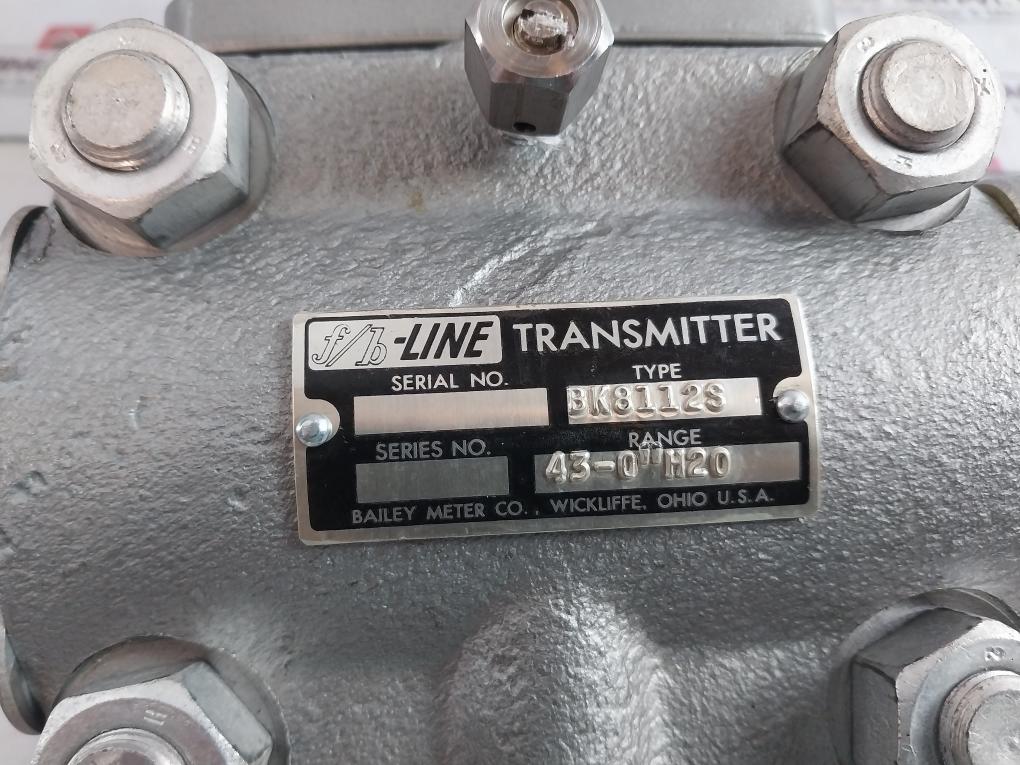 f/b-LINE TRANSMITTER
SERIAL NO. TYPE
BK8112S
SERIES NO. RANGE
43-0"H20
BAILEY METER CO., WICKLIFFE, OHIO U.S.A.